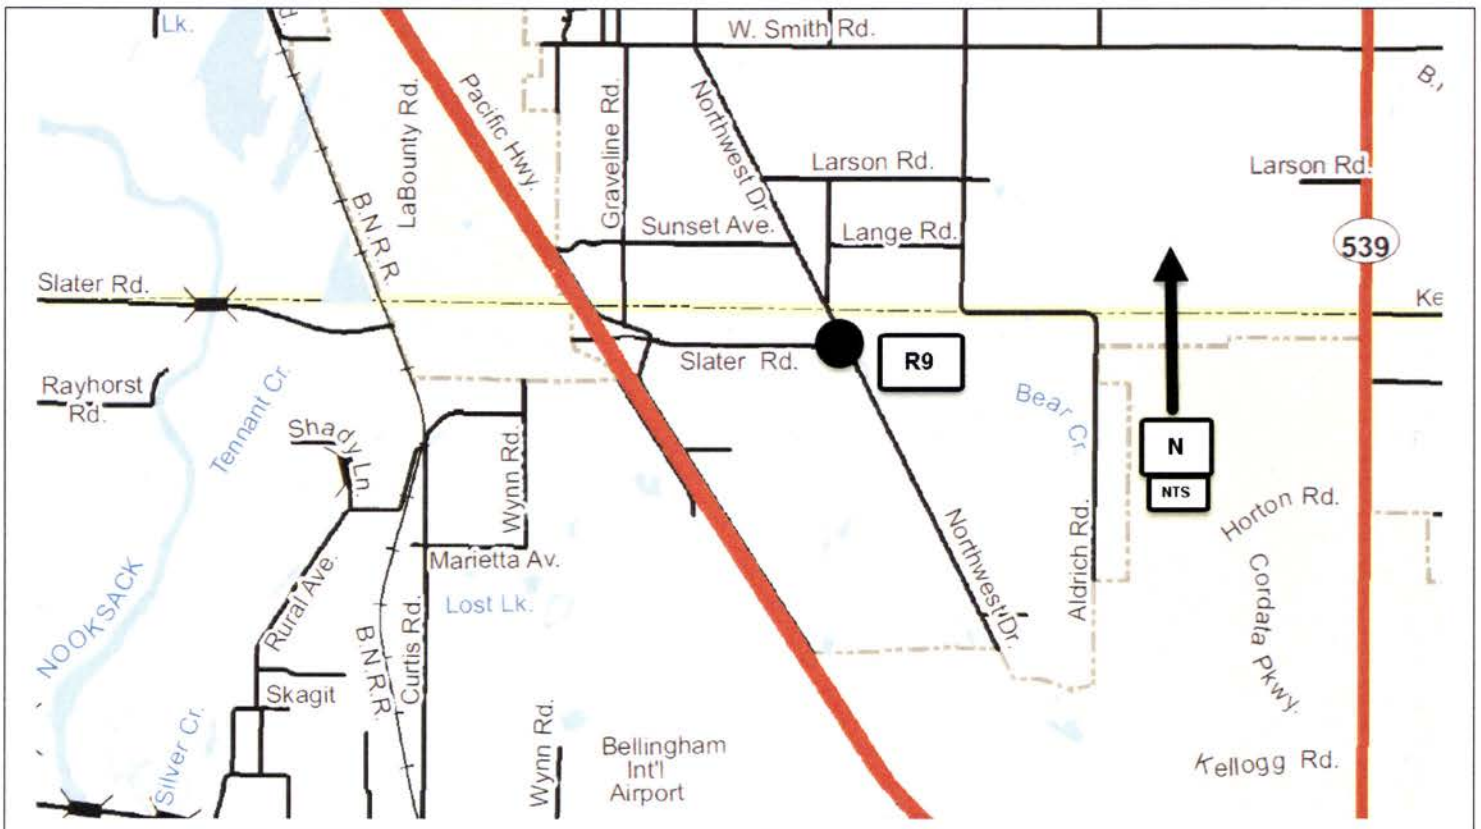 Lk.
d.
W. Smith Rd.
B.
LaBounty Rd.
Pacific Hwy.
Graveline Rd.
Northwest Dr
Larson Rd.
Larson Rd.
B.N.R.R.
Sunset Ave.
Lange Rd.
539
Slater Rd.
Ke
Slater Rd.
R9
Rayhorst
Rd.
Tennant Cr.
Bear Cr
Shady Ln.
Wynn Rd.
N
NTS
Horton Rd.
Northwest Dr.
Aldrich Rd.
Marietta Av.
Rural Ave.
Lost Lk.
NOOKSACK
Curtis Rd.
B.N.R.R.
Cordata Pkwy.
Skagit
Silver Cr.
Wynn Rd.
Bellingham
Int'l
Airport
Kellogg Rd.